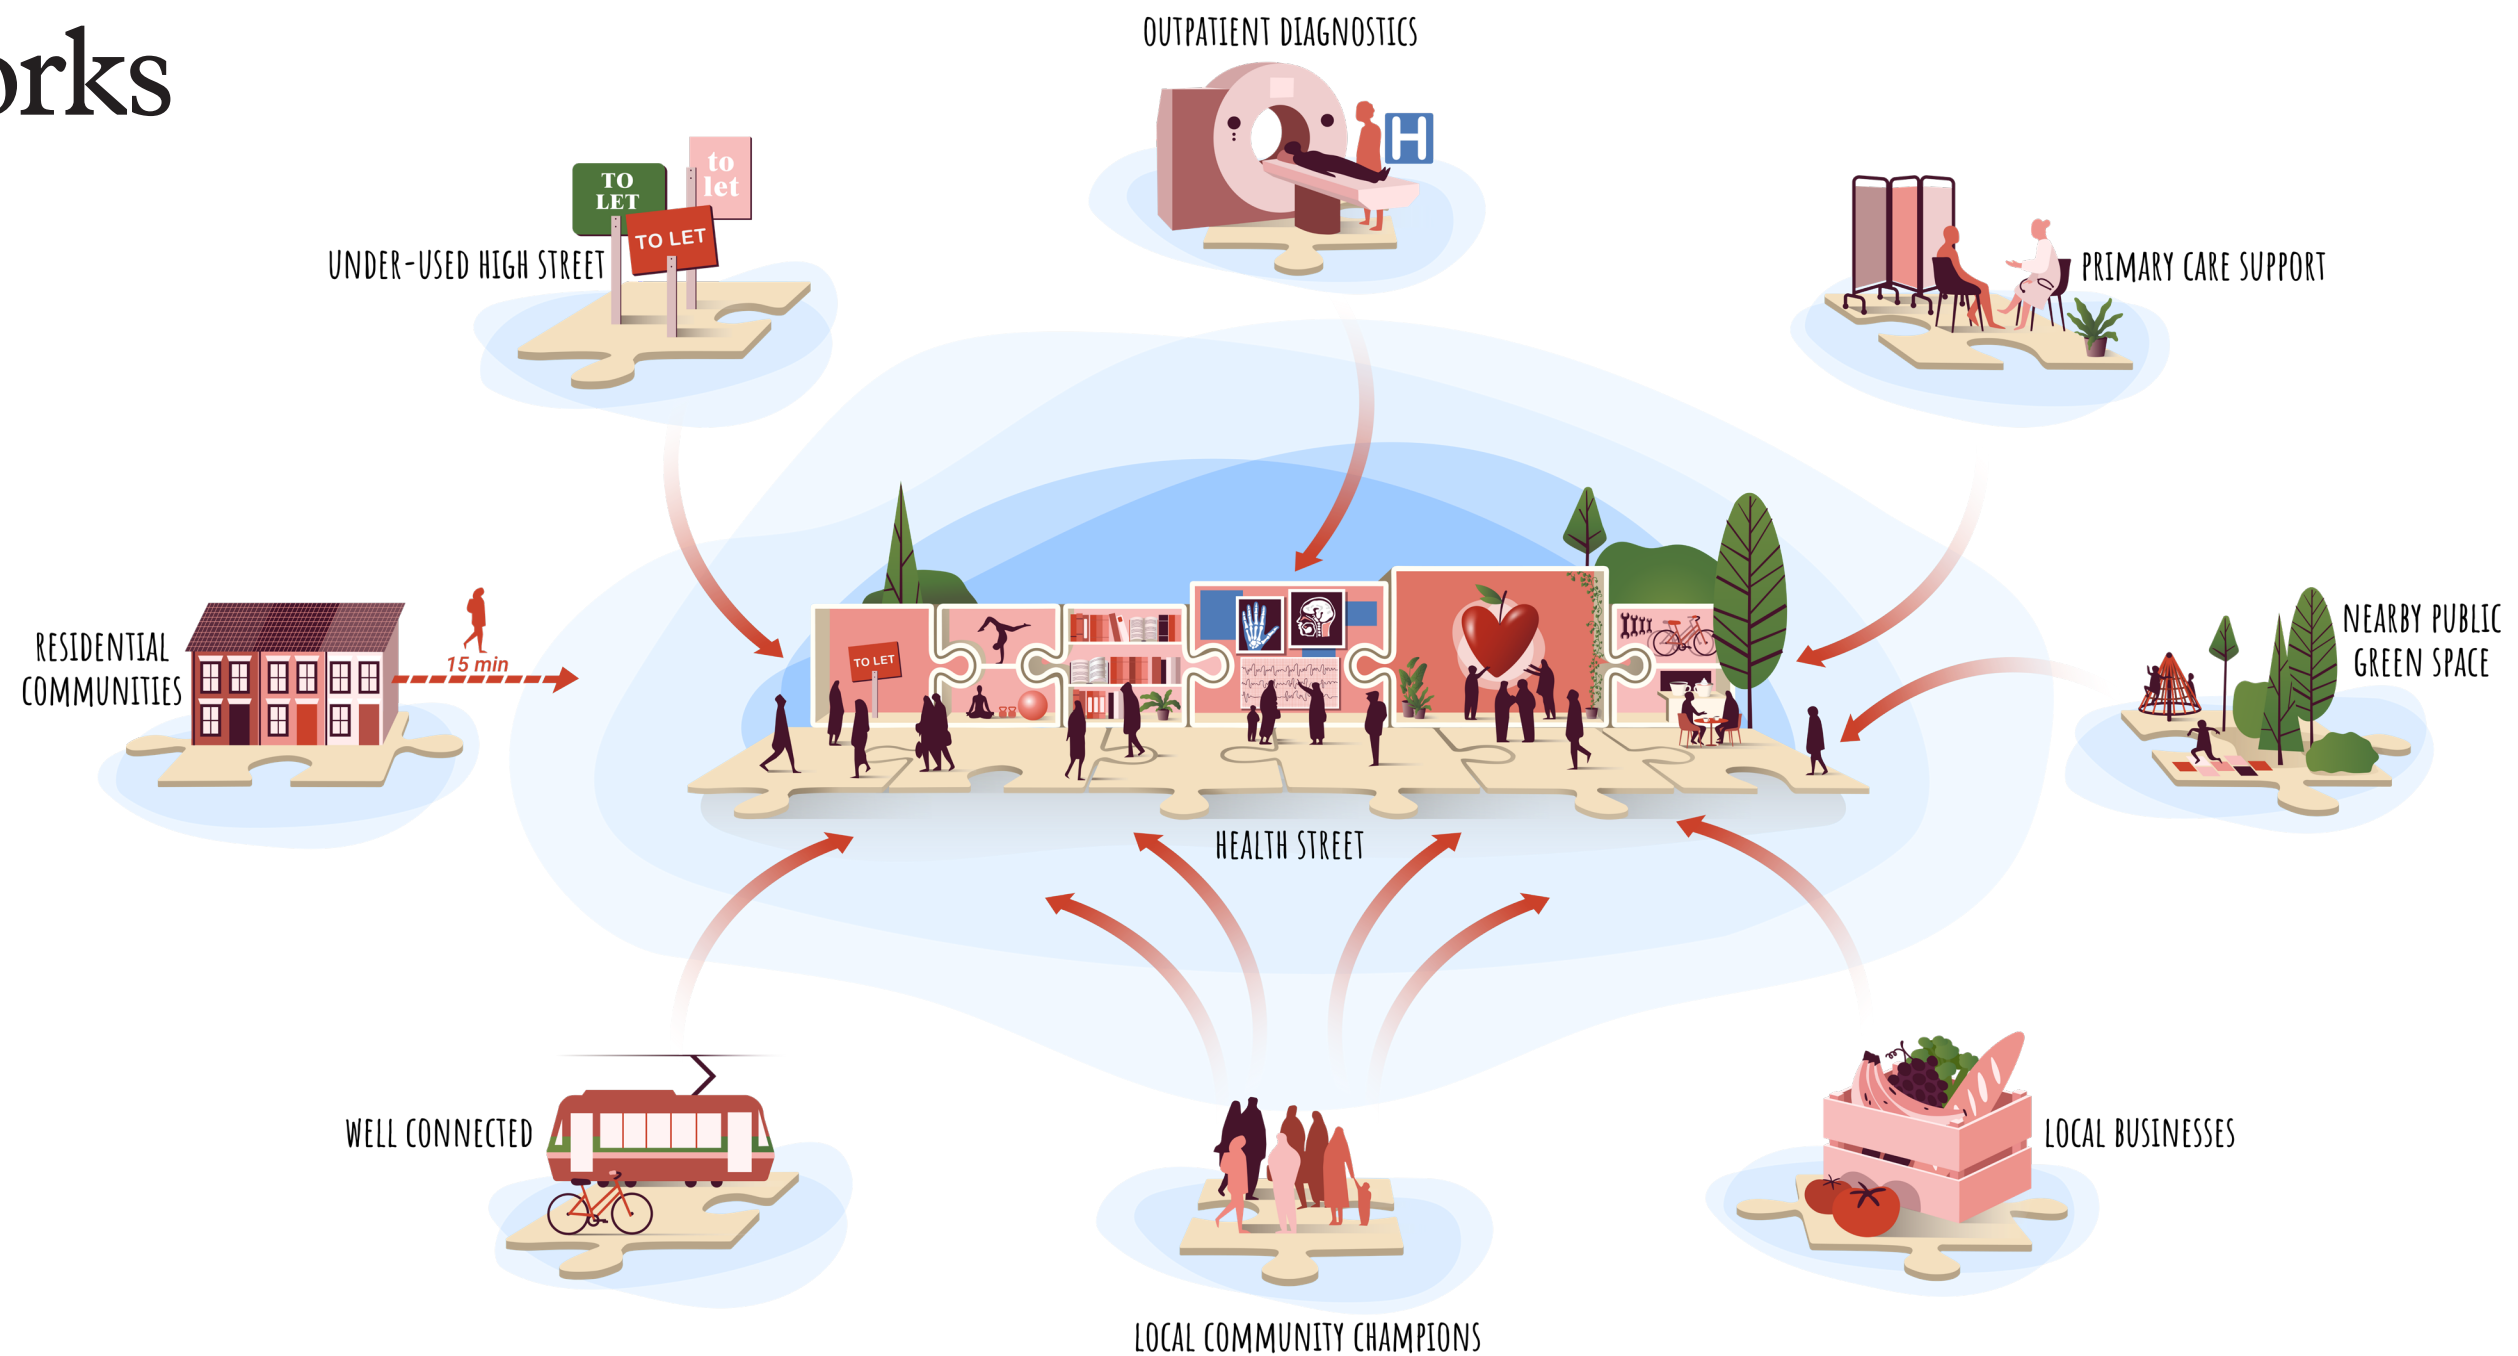 orks
OUTPATIENT DIAGNOSTICS
H
to
let
TO
LET
TO LET
UNDER-USED HIGH STREET
PRIMARY CARE SUPPORT
RESIDENTIAL
COMMUNITIES
15 min
TO LET
NEARBY PUBLIC
GREEN SPACE
HEALTH STREET
WELL CONNECTED
LOCAL BUSINESSES
LOCAL COMMUNITY CHAMPIONS